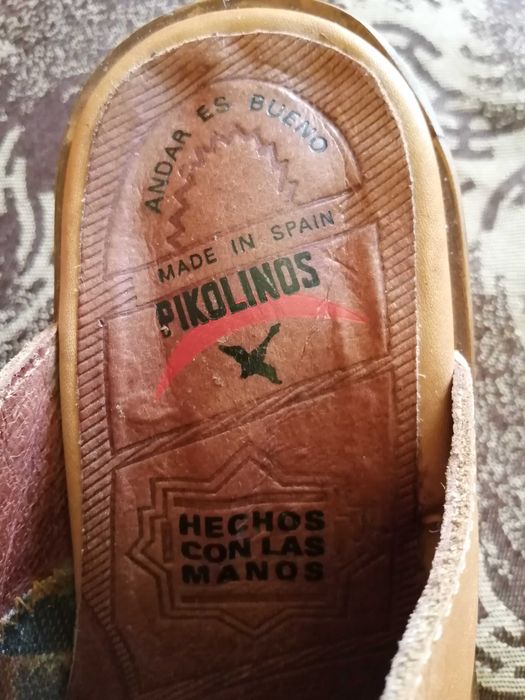 ANDAR ES BUENO
MADE IN SPAIN
PIKOLINOS
HECHOS
CON LAS
MANOS